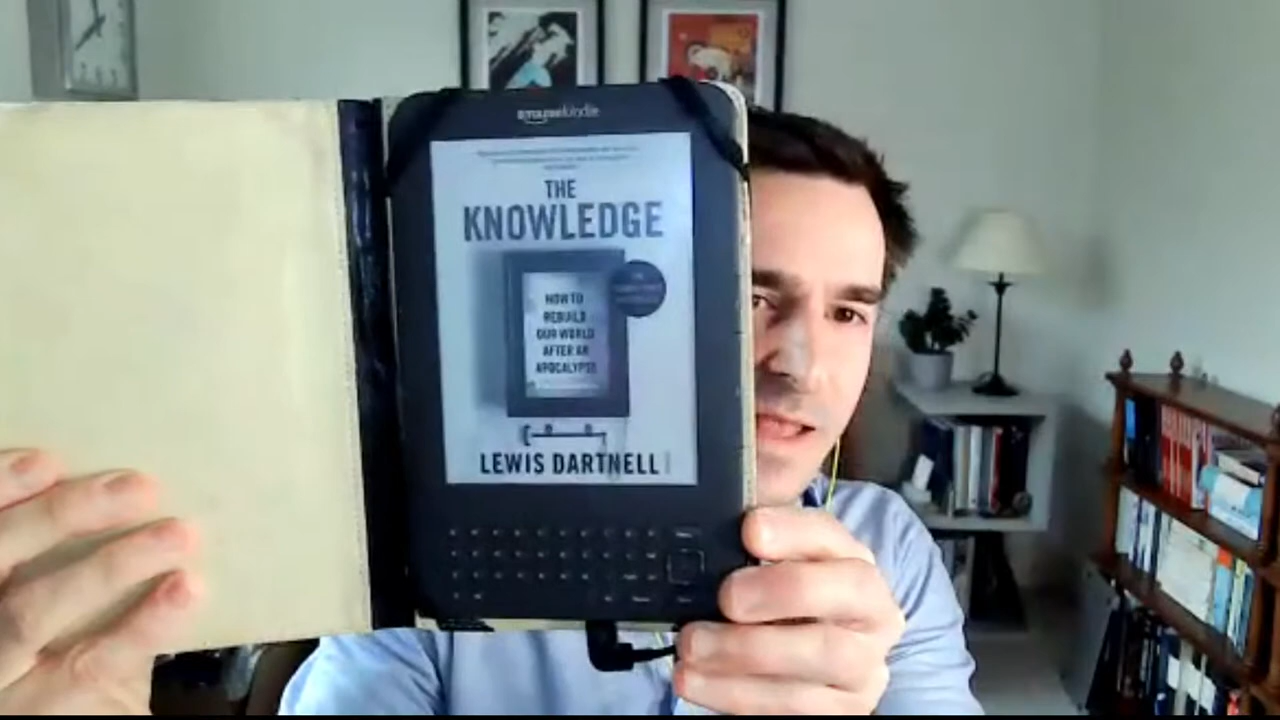 amazonkindle
THE
KNOWLEDGE
HOW TO
REBUILD
OUR WORLD
AFTER AN
APOCALYPSE
LEWIS DARTNELL